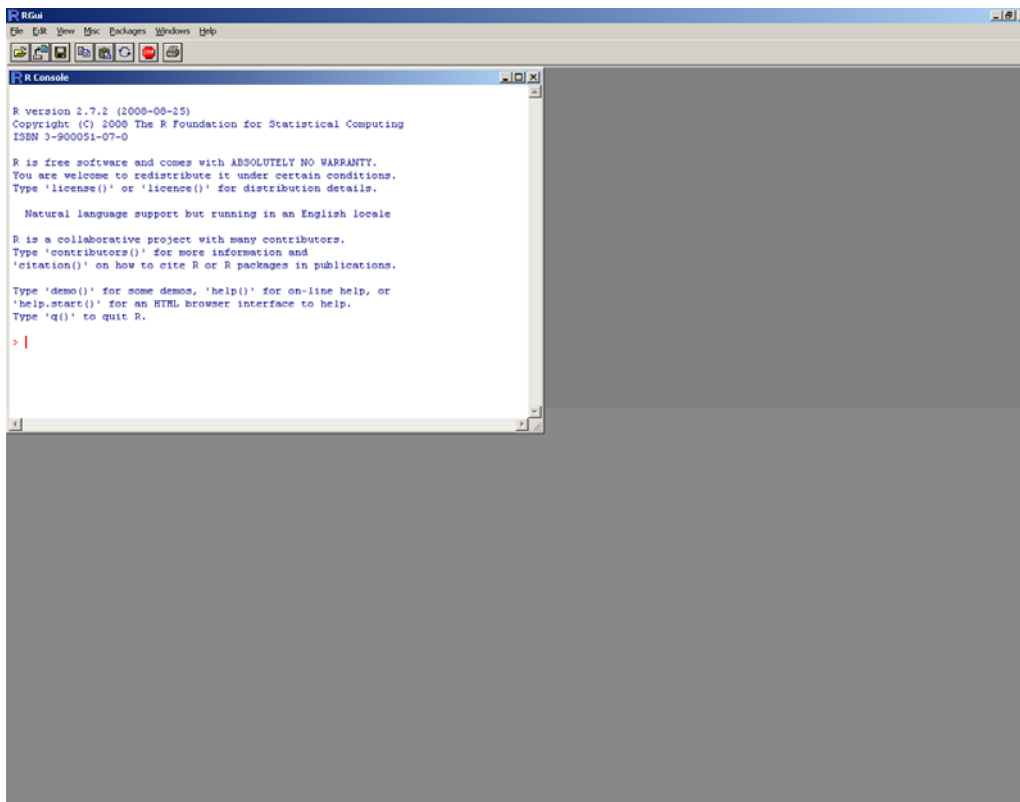 RGui
File Edit View Misc Packages Windows Help
STOP
R Console
R version 2.7.2 (2008-08-25)
Copyright (C) 2008 The R Foundation for Statistical Computing
ISBN 3-900051-07-0
R is free software and comes with ABSOLUTELY NO WARRANTY.
You are welcome to redistribute it under certain conditions.
Type 'license()' or 'licence()' for distribution details.
Natural language support but running in an English locale
R is a collaborative project with many contributors.
Type 'contributors()' for more information and
'citation()' on how to cite R or R packages in publications.
Type 'demo()' for some demos, 'help()' for on-line help, or
'help.start()' for an HTML browser interface to help.
Type 'q()' to quit R.
>